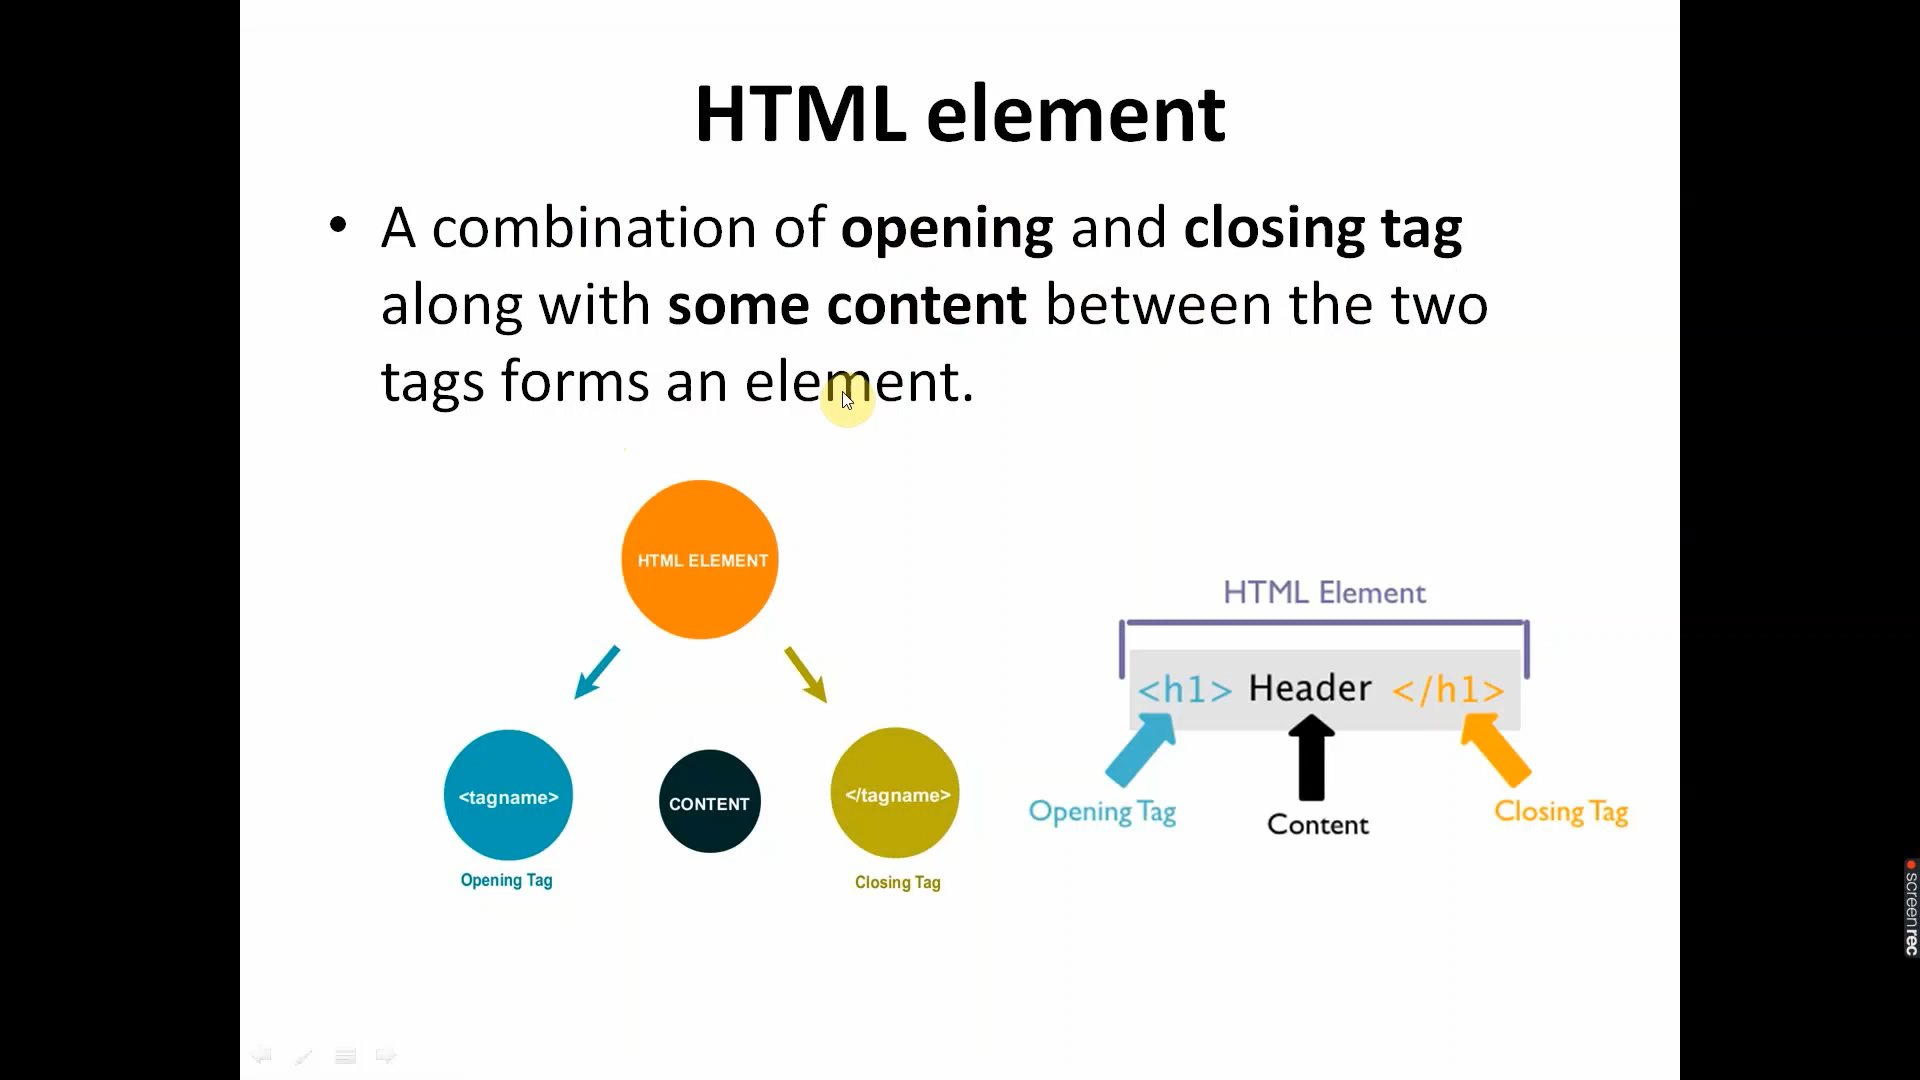 HTML element
• A combination of opening and closing tag
along with some content between the two
tags forms an element.
HTML ELEMENT
<tagname>
CONTENT
</tagname>
Opening Tag
Closing Tag
HTML Element
<h1> Header </h1>
Opening Tag
Content
Closing Tag
screenrec